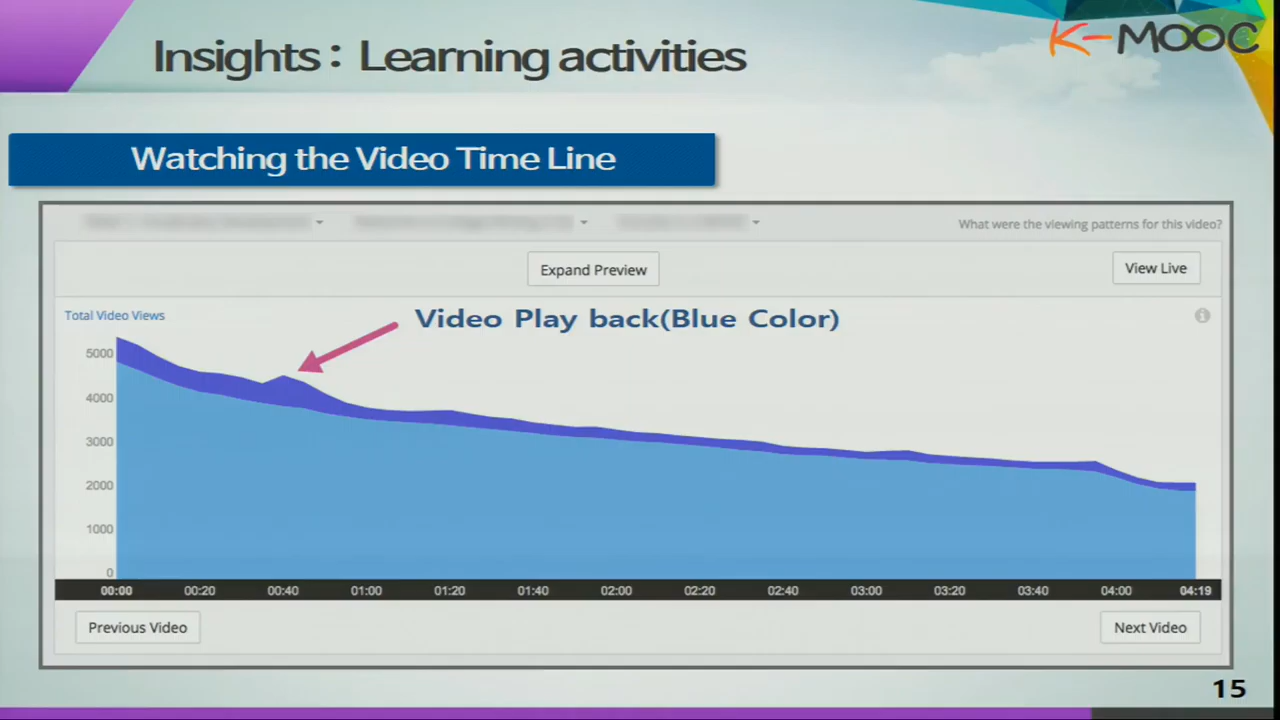 K-MOOC
Insights : Learning activities
Watching the Video Time Line
What were the viewing patterns for this video?
Expand Preview
View Live
Total Video Views
Video Play back(Blue Color)
5000
4000
3000
2000
1000
0
00:00 00:20 00:40 01:00 01:20 01:40 02:00 02:20 02:40 03:00 03:20 03:40 04:00 04:19
Previous Video
Next Video
15